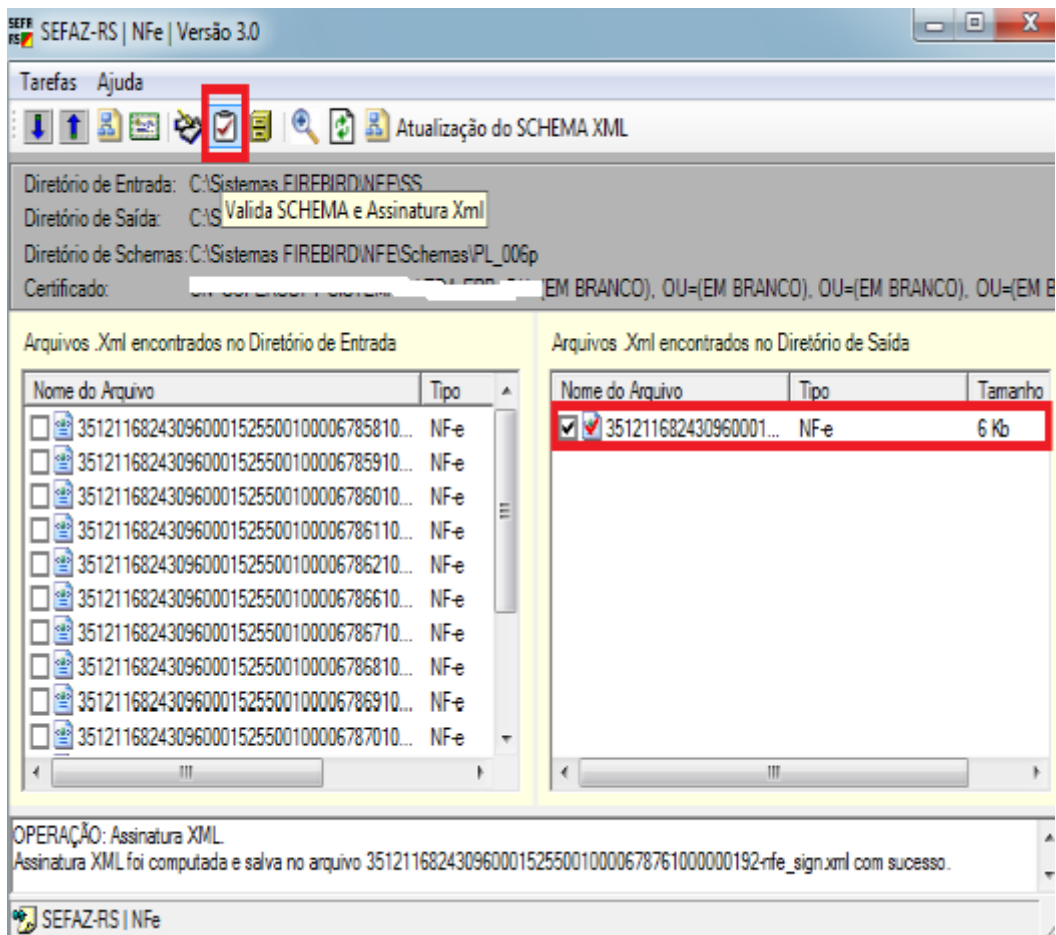 SEFR
RS
SEFAZ-RS | NFe | Versão 3.0
Tarefas Ajuda
Atualização do SCHEMA XML
Diretório de Entrada: C:\Sistemas FIREBIRD\NFE\SS
Diretório de Saída: C:\S
Valida SCHEMA e Assinatura Xml
Diretório de Schemas: C:\Sistemas FIREBIRD\NFE\Schemas\PL_006p
Certificado: (EM BRANCO), OU=(EM BRANCO), OU=(EM BRANCO), OU=(EM B
Arquivos .Xml encontrados no Diretório de Entrada
Arquivos .Xml encontrados no Diretório de Saída
Nome do Arquivo Tipo
Nome do Arquivo Tipo Tamanho
35121168243096000152550010000678581 0... NF-e
351211682430960001... NF-e 6 Kb
351211682430960001525500100006785910... NF-e
351211682430960001525500100006786010... NF-e
351211682430960001525500100006786110... NF-e
351211682430960001525500100006786210... NF-e
351211682430960001525500100006786610... NF-e
351211682430960001525500100006786710... NF-e
351211682430960001525500100006786810... NF-e
351211682430960001525500100006786910... NF-e
351211682430960001525500100006787010... NF-e
OPERAÇÃO: Assinatura XML.
Assinatura XML foi computada e salva no arquivo 35121168243096000152550010000678761000000192-nfe_sign.xml com sucesso.
SEFAZ-RS | NFe